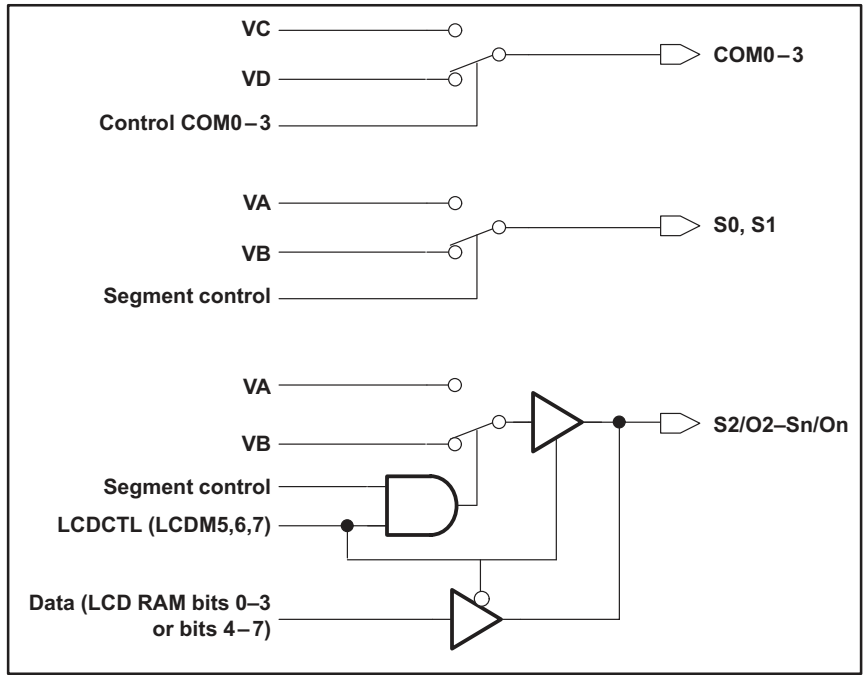 VC
COM0–3
VD
Control COM0–3
VA
S0, S1
VB
Segment control
VA
S2/O2–Sn/On
VB
Segment control
LCDCTL (LCDM5,6,7)
Data (LCD RAM bits 0–3
or bits 4–7)